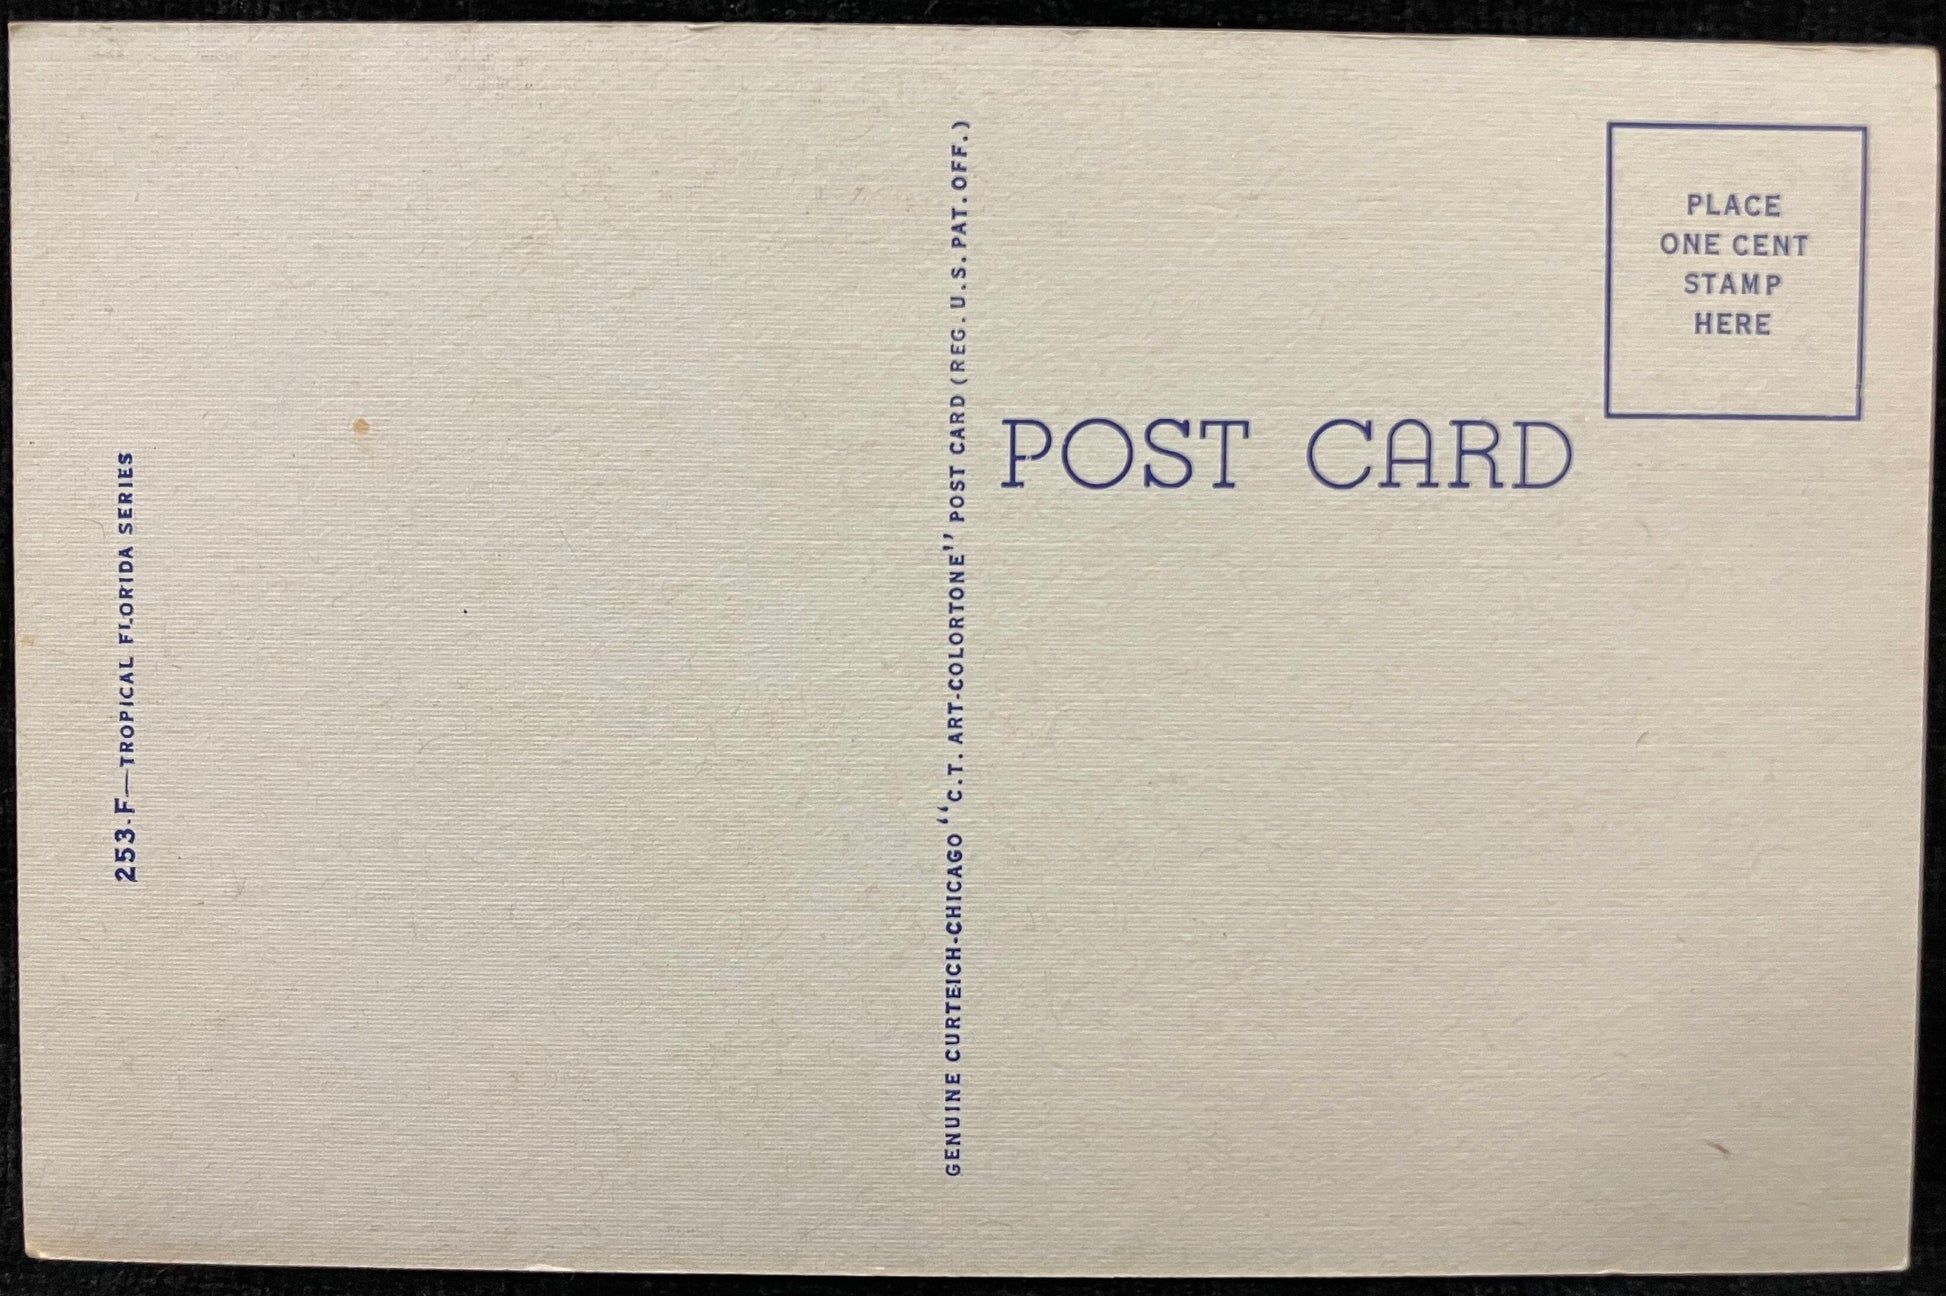 253-F—TROPICAL FLORIDA SERIES
GENUINE CURTEICH-CHICAGO "C.T. ART-COLORTONE" POST CARD (REG. U.S. PAT. OFF.)
POST CARD
PLACE
ONE CENT
STAMP
HERE